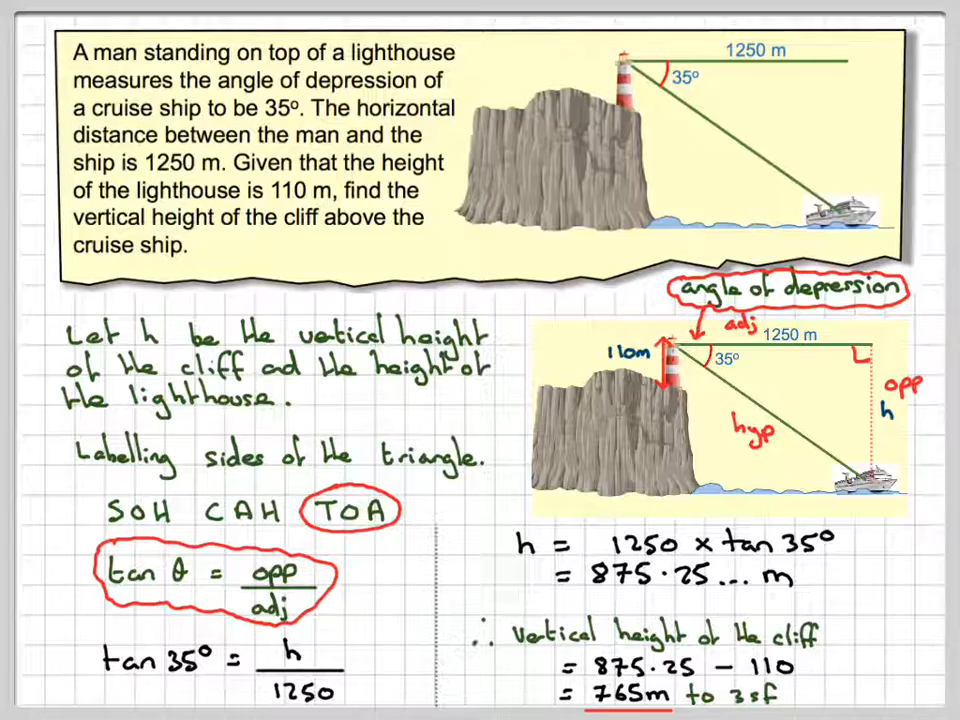 A man standing on top of a lighthouse
measures the angle of depression of
a cruise ship to be 35º. The horizontal
distance between the man and the
ship is 1250 m. Given that the height
of the lighthouse is 110 m, find the
vertical height of the cliff above the
cruise ship.
1250 m
35º
angle of depression
Let h be the vertical height
of the cliff and the height of
the lighthouse.
Labelling sides of the triangle.
SOH CAH TOA
tan θ = opp
adj
tan 35º = h
1250
adj
1250 m
110m
35º
opp
h
hyp
h = 1250 × tan 35º
= 875.25... m
∴ vertical height of the cliff
= 875.25 - 110
= 765m to 3sf